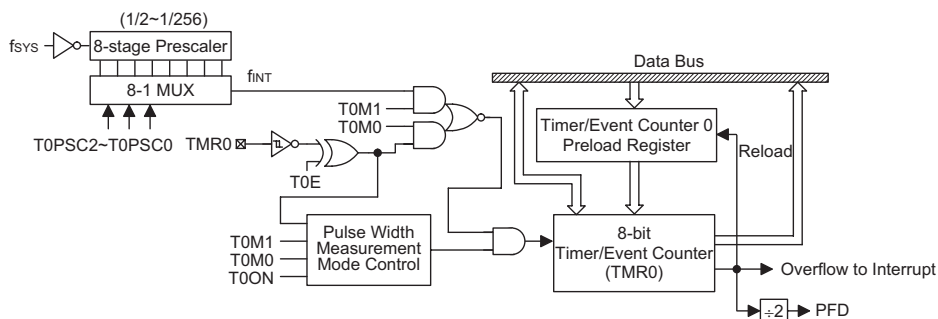 (1/2~1/256)
fSYS
8-stage Prescaler
8-1 MUX
fINT
T0PSC2~T0PSC0
TMR0
T0M1
T0M0
T0E
Data Bus
Timer/Event Counter 0
Preload Register
Reload
T0M1
T0M0
T0ON
Pulse Width
Measurement
Mode Control
8-bit
Timer/Event Counter
(TMR0)
Overflow to Interrupt
÷2
PFD